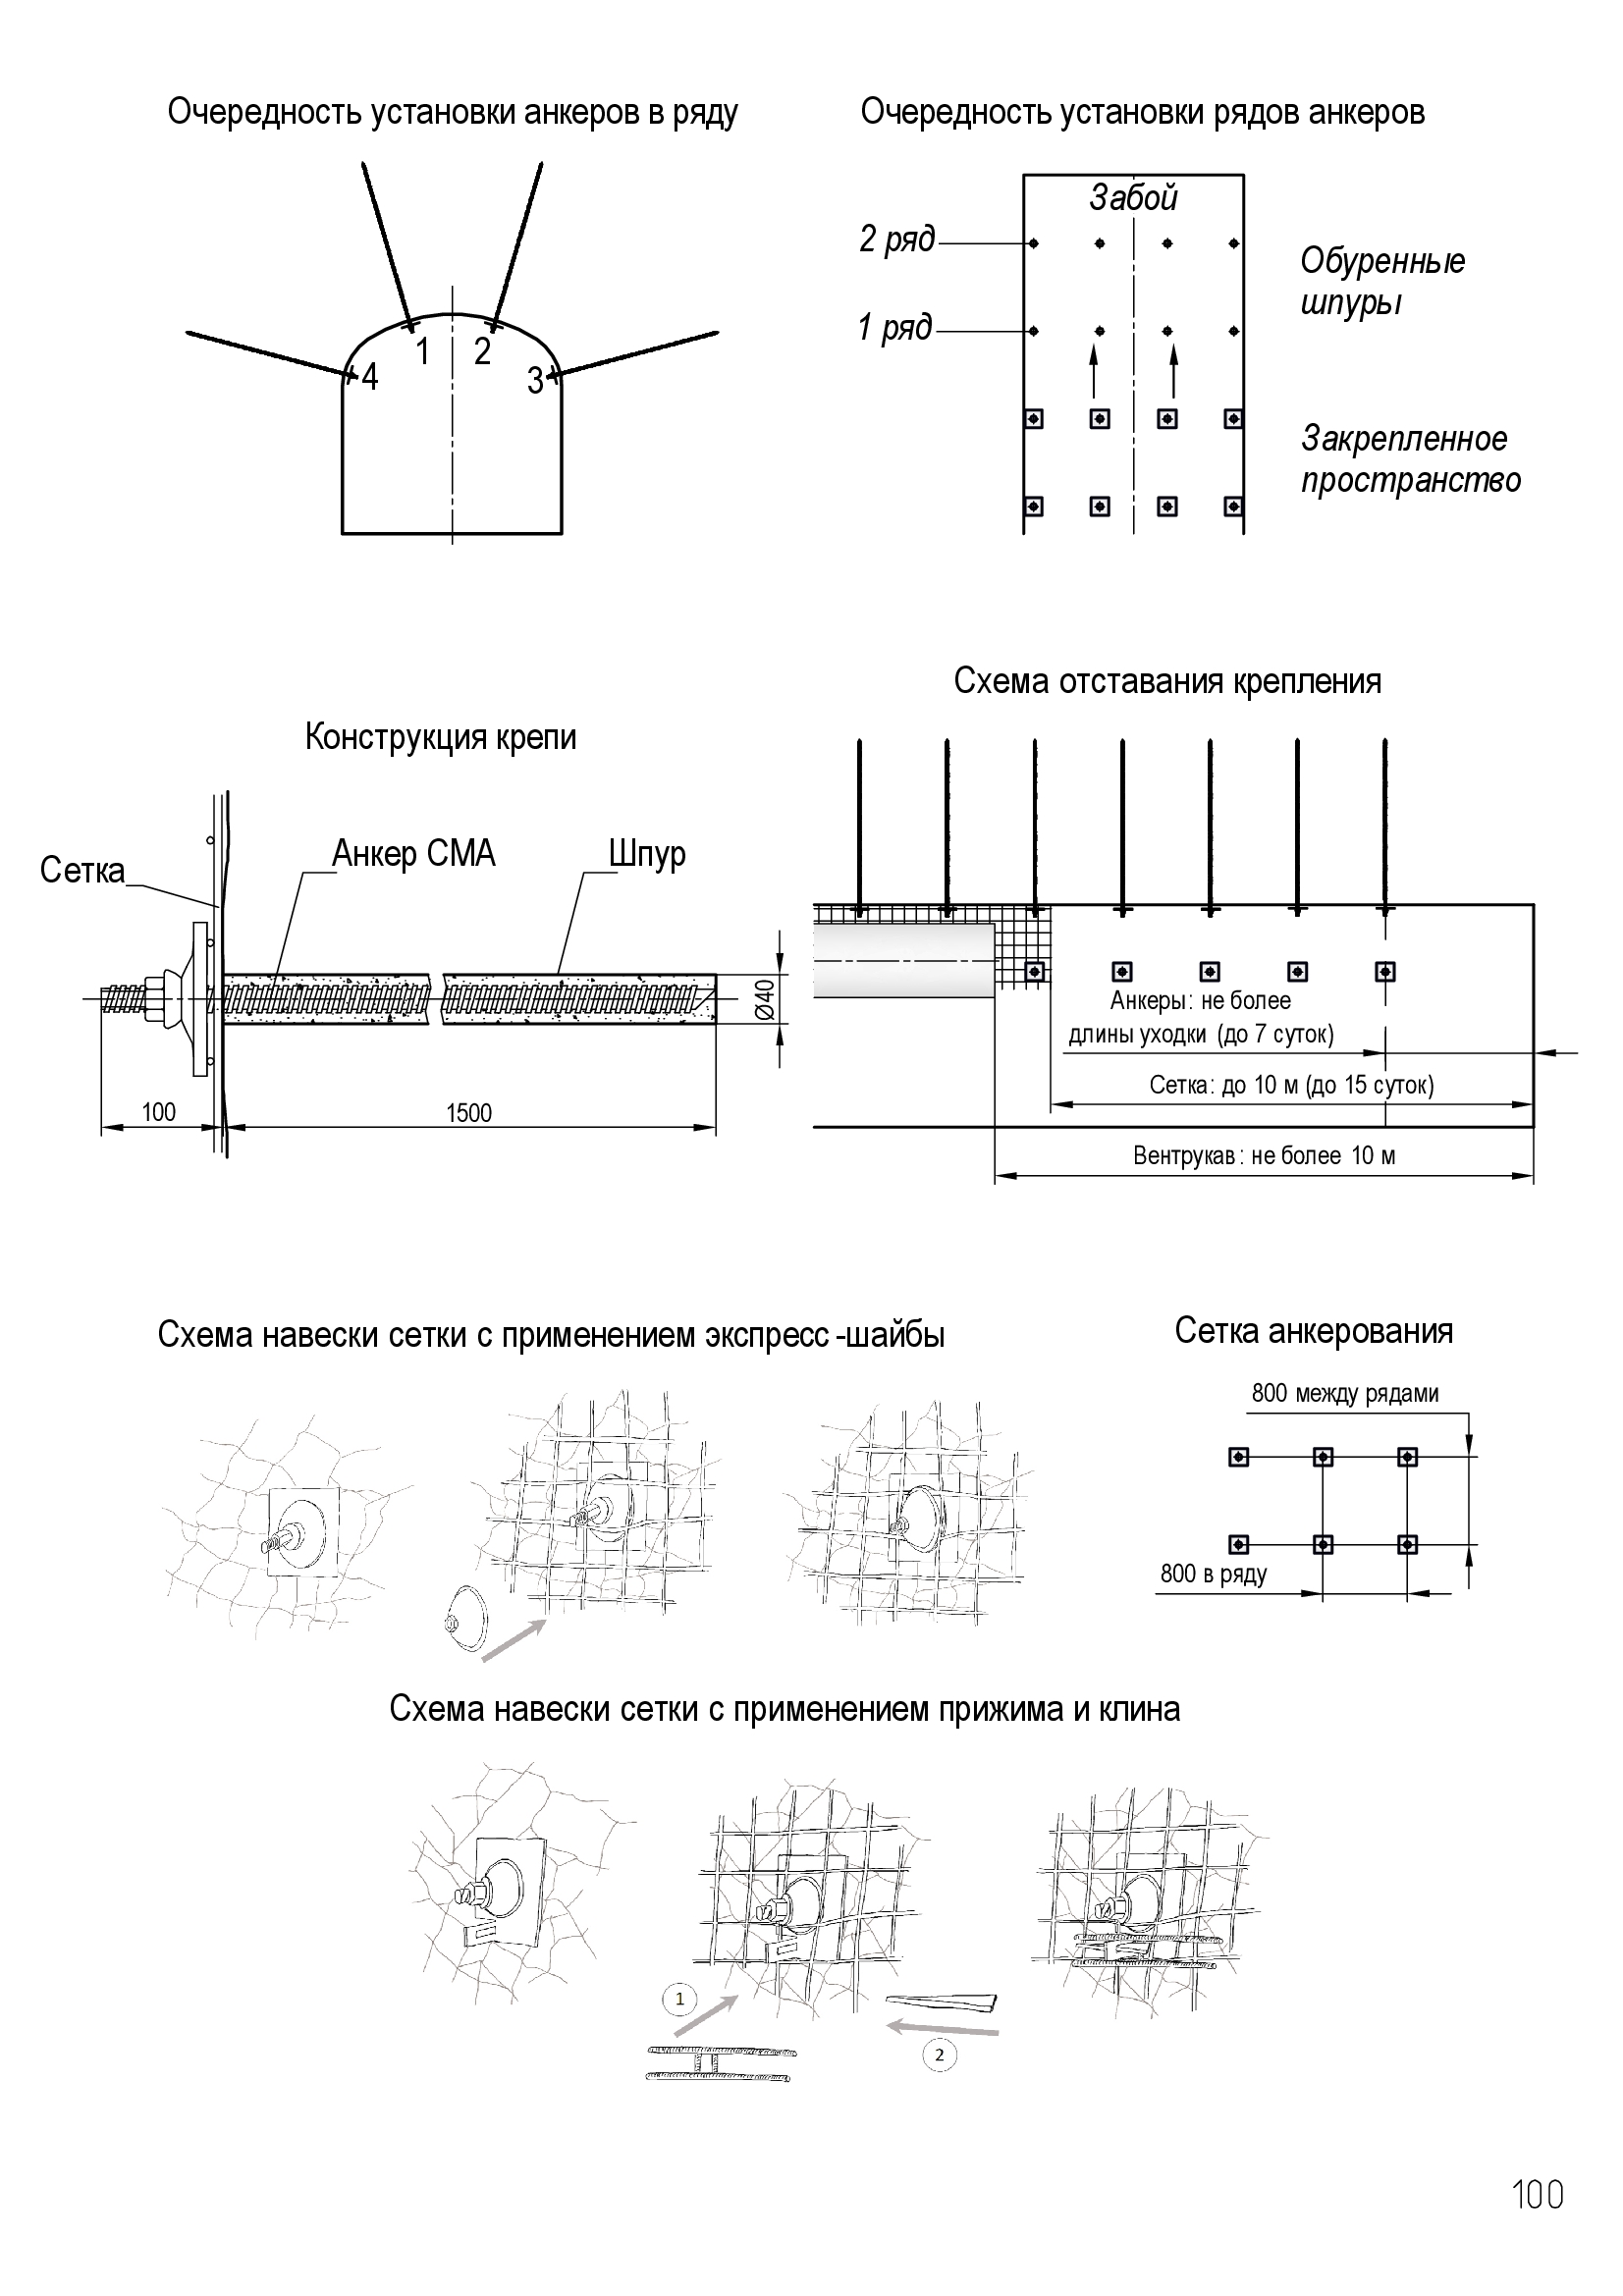 Очередность установки анкеров в ряду
1
2
3
4
Очередность установки рядов анкеров
Забой
2 ряд
1 ряд
Обуренные
шпуры
Закрепленное
пространство
Конструкция крепи
Сетка
Анкер СМА
Шпур
Ø40
100
1500
Схема отставания крепления
Анкеры: не более
длины уходки (до 7 суток)
Сетка: до 10 м (до 15 суток)
Вентрукав: не более 10 м
Схема навески сетки с применением экспресс-шайбы
Сетка анкерования
800 между рядами
800 в ряду
Схема навески сетки с применением прижима и клина
1
2
100